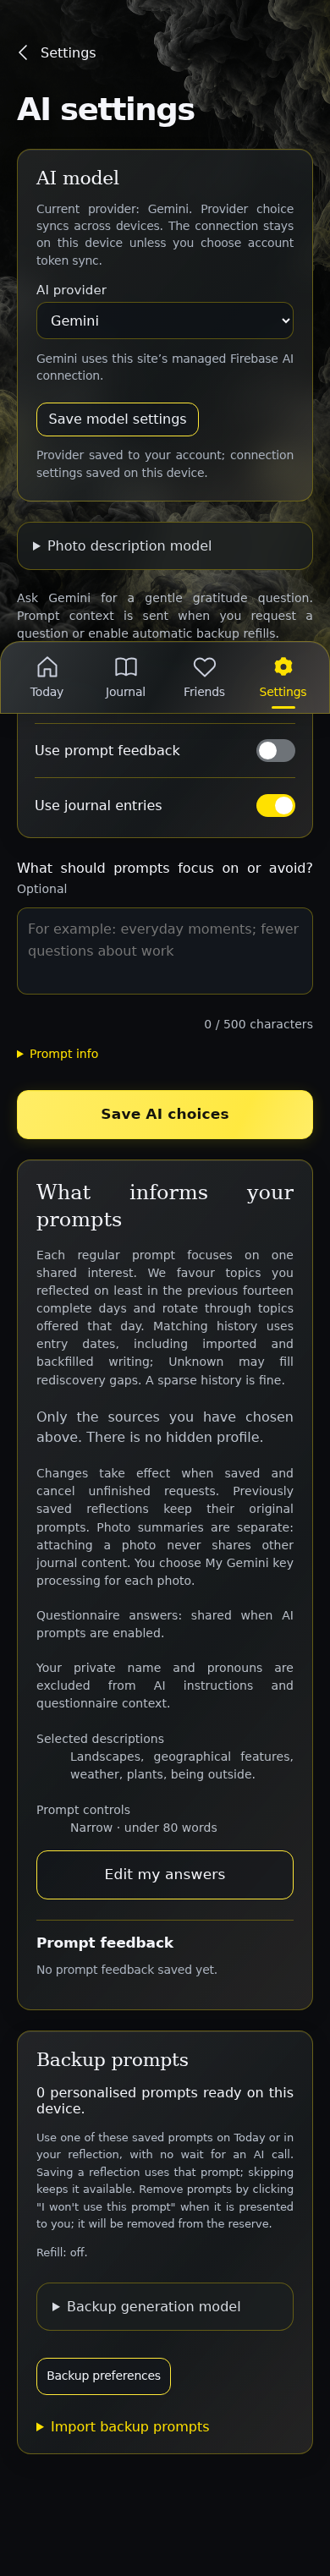 Settings
AI settings
AI model
Current provider: Gemini. Provider choice
syncs across devices. The connection stays
on this device unless you choose account
token sync.
AI provider
Gemini
Gemini uses this site’s managed Firebase AI
connection.
Save model settings
Provider saved to your account; connection
settings saved on this device.
Photo description model
Ask Gemini for a gentle gratitude question.
Prompt context is sent when you request a
question or enable automatic backup refills.
Today Journal Friends Settings
Use prompt feedback
Use journal entries
What should prompts focus on or avoid?
Optional
For example: everyday moments; fewer
questions about work
0 / 500 characters
Prompt info
Save AI choices
What informs your
prompts
Each regular prompt focuses on one
shared interest. We favour topics you
reflected on least in the previous fourteen
complete days and rotate through topics
offered that day. Matching history uses
entry dates, including imported and
backfilled writing; Unknown may fill
rediscovery gaps. A sparse history is fine.
Only the sources you have chosen
above. There is no hidden profile.
Changes take effect when saved and
cancel unfinished requests. Previously
saved reflections keep their original
prompts. Photo summaries are separate:
attaching a photo never shares other
journal content. You choose My Gemini key
processing for each photo.
Questionnaire answers: shared when AI
prompts are enabled.
Your private name and pronouns are
excluded from AI instructions and
questionnaire context.
Selected descriptions
Landscapes, geographical features,
weather, plants, being outside.
Prompt controls
Narrow · under 80 words
Edit my answers
Prompt feedback
No prompt feedback saved yet.
Backup prompts
0 personalised prompts ready on this
device.
Use one of these saved prompts on Today or in
your reflection, with no wait for an AI call.
Saving a reflection uses that prompt; skipping
keeps it available. Remove prompts by clicking
"I won't use this prompt" when it is presented
to you; it will be removed from the reserve.
Refill: off.
Backup generation model
Backup preferences
Import backup prompts